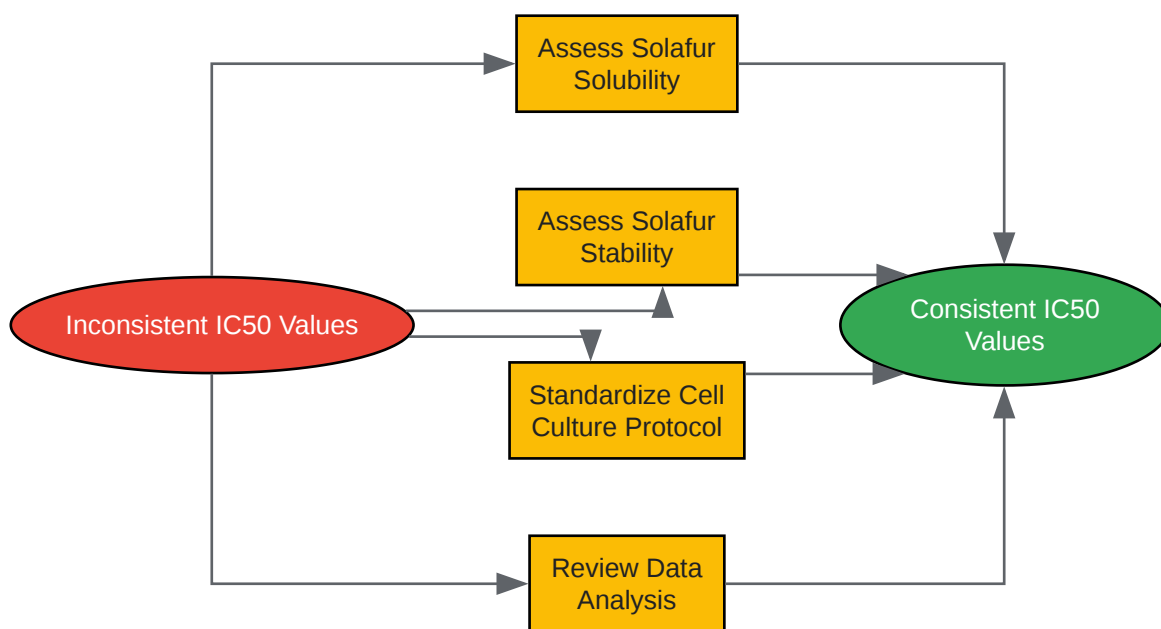 Assess Solafur
Solubility
Assess Solafur
Stability
Inconsistent IC50 Values
Consistent IC50
Values
Standardize Cell
Culture Protocol
Review Data
Analysis